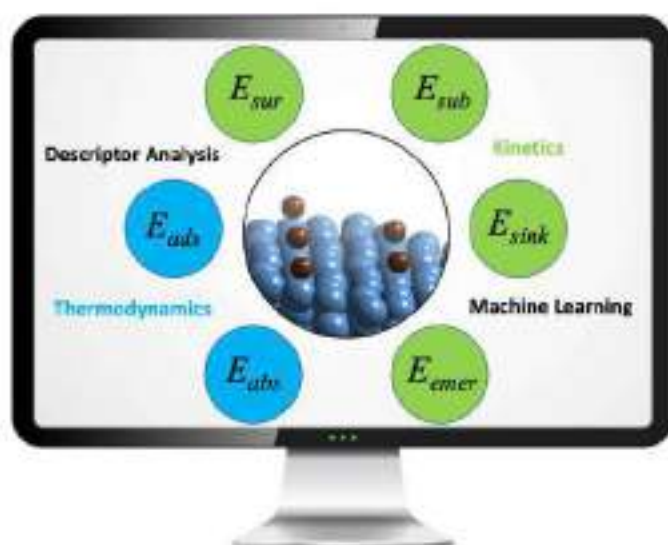 E_sur E_sub
Descriptor Analysis Kinetics
E_ads E_sink
Thermodynamics Machine Learning
E_abs E_emer